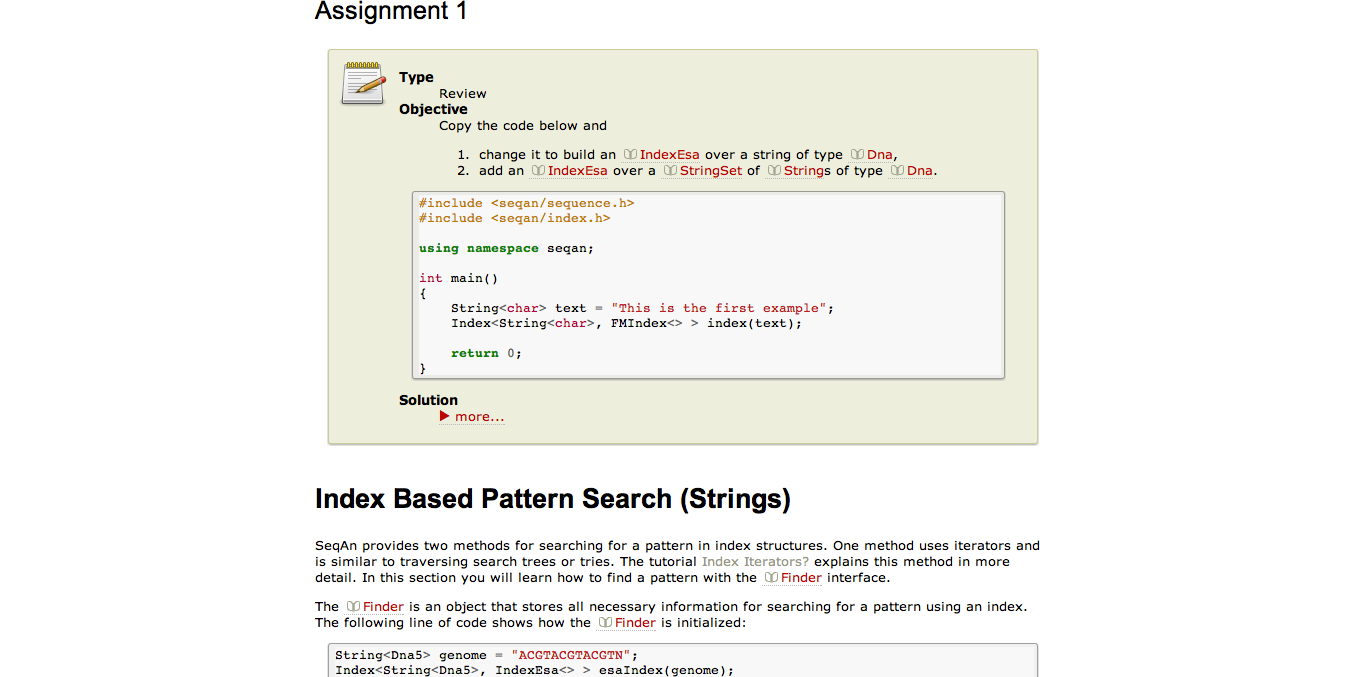 Assignment 1
Type
Review
Objective
Copy the code below and
1. change it to build an IndexEsa over a string of type Dna,
2. add an IndexEsa over a StringSet of Strings of type Dna.
#include <seqan/sequence.h>
#include <seqan/index.h>
using namespace seqan;
int main()
{
    String<char> text = "This is the first example";
    Index<String<char>, FMIndex<> > index(text);
    return 0;
}
Solution
▶ more...
Index Based Pattern Search (Strings)
SeqAn provides two methods for searching for a pattern in index structures. One method uses iterators and
is similar to traversing search trees or tries. The tutorial Index Iterators? explains this method in more
detail. In this section you will learn how to find a pattern with the Finder interface.
The Finder is an object that stores all necessary information for searching for a pattern using an index.
The following line of code shows how the Finder is initialized:
String<Dna5> genome = "ACGTACGTACGTN";
Index<String<Dna5>, IndexEsa<> > esaIndex(genome);